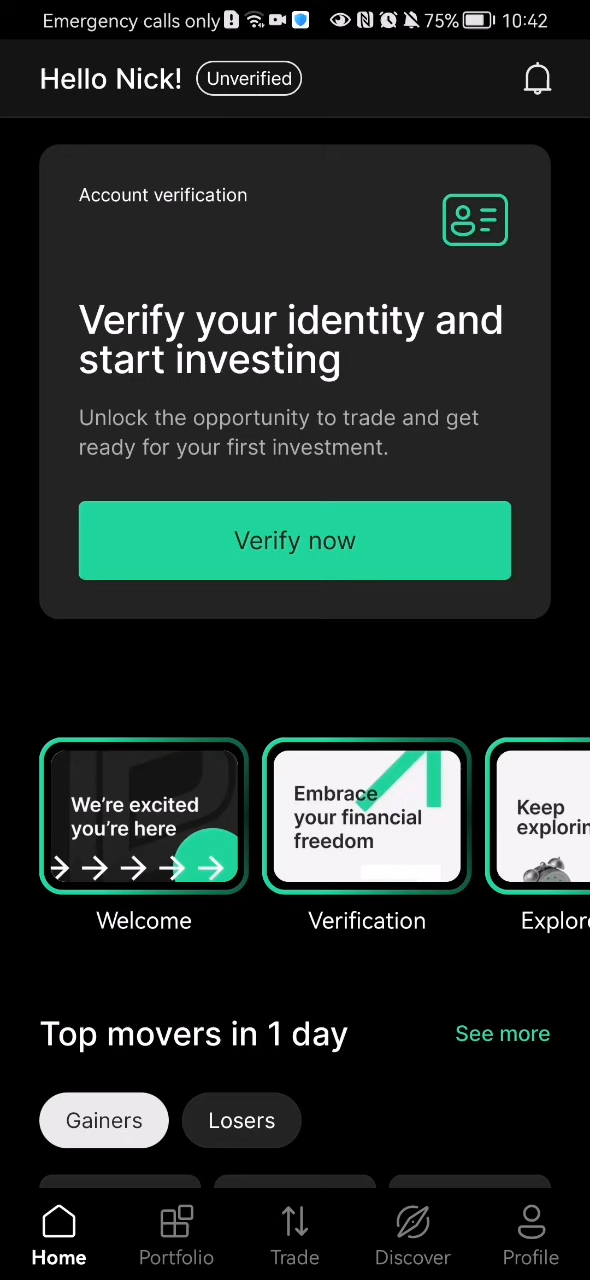 Emergency calls only 75% 10:42
Hello Nick! Unverified
Account verification
Verify your identity and
start investing
Unlock the opportunity to trade and get
ready for your first investment.
Verify now
We're excited
you're here
Embrace
your financial
freedom
Keep
explorin
Welcome
Verification
Explore
Top movers in 1 day
See more
Gainers
Losers
Home
Portfolio
Trade
Discover
Profile